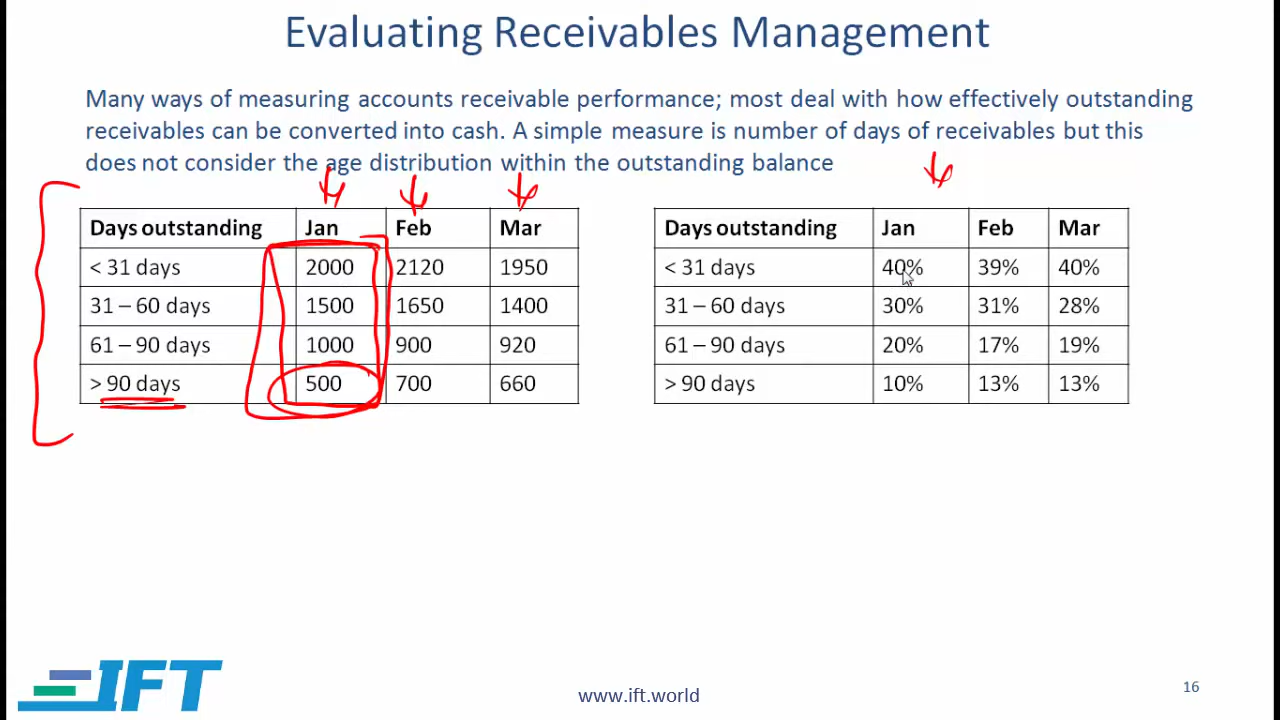 Evaluating Receivables Management
Many ways of measuring accounts receivable performance; most deal with how effectively outstanding
receivables can be converted into cash. A simple measure is number of days of receivables but this
does not consider the age distribution within the outstanding balance
Days outstanding Jan Feb Mar
< 31 days 2000 2120 1950
31 – 60 days 1500 1650 1400
61 – 90 days 1000 900 920
> 90 days 500 700 660
Days outstanding Jan Feb Mar
< 31 days 40% 39% 40%
31 – 60 days 30% 31% 28%
61 – 90 days 20% 17% 19%
> 90 days 10% 13% 13%
IFT
www.ift.world
16